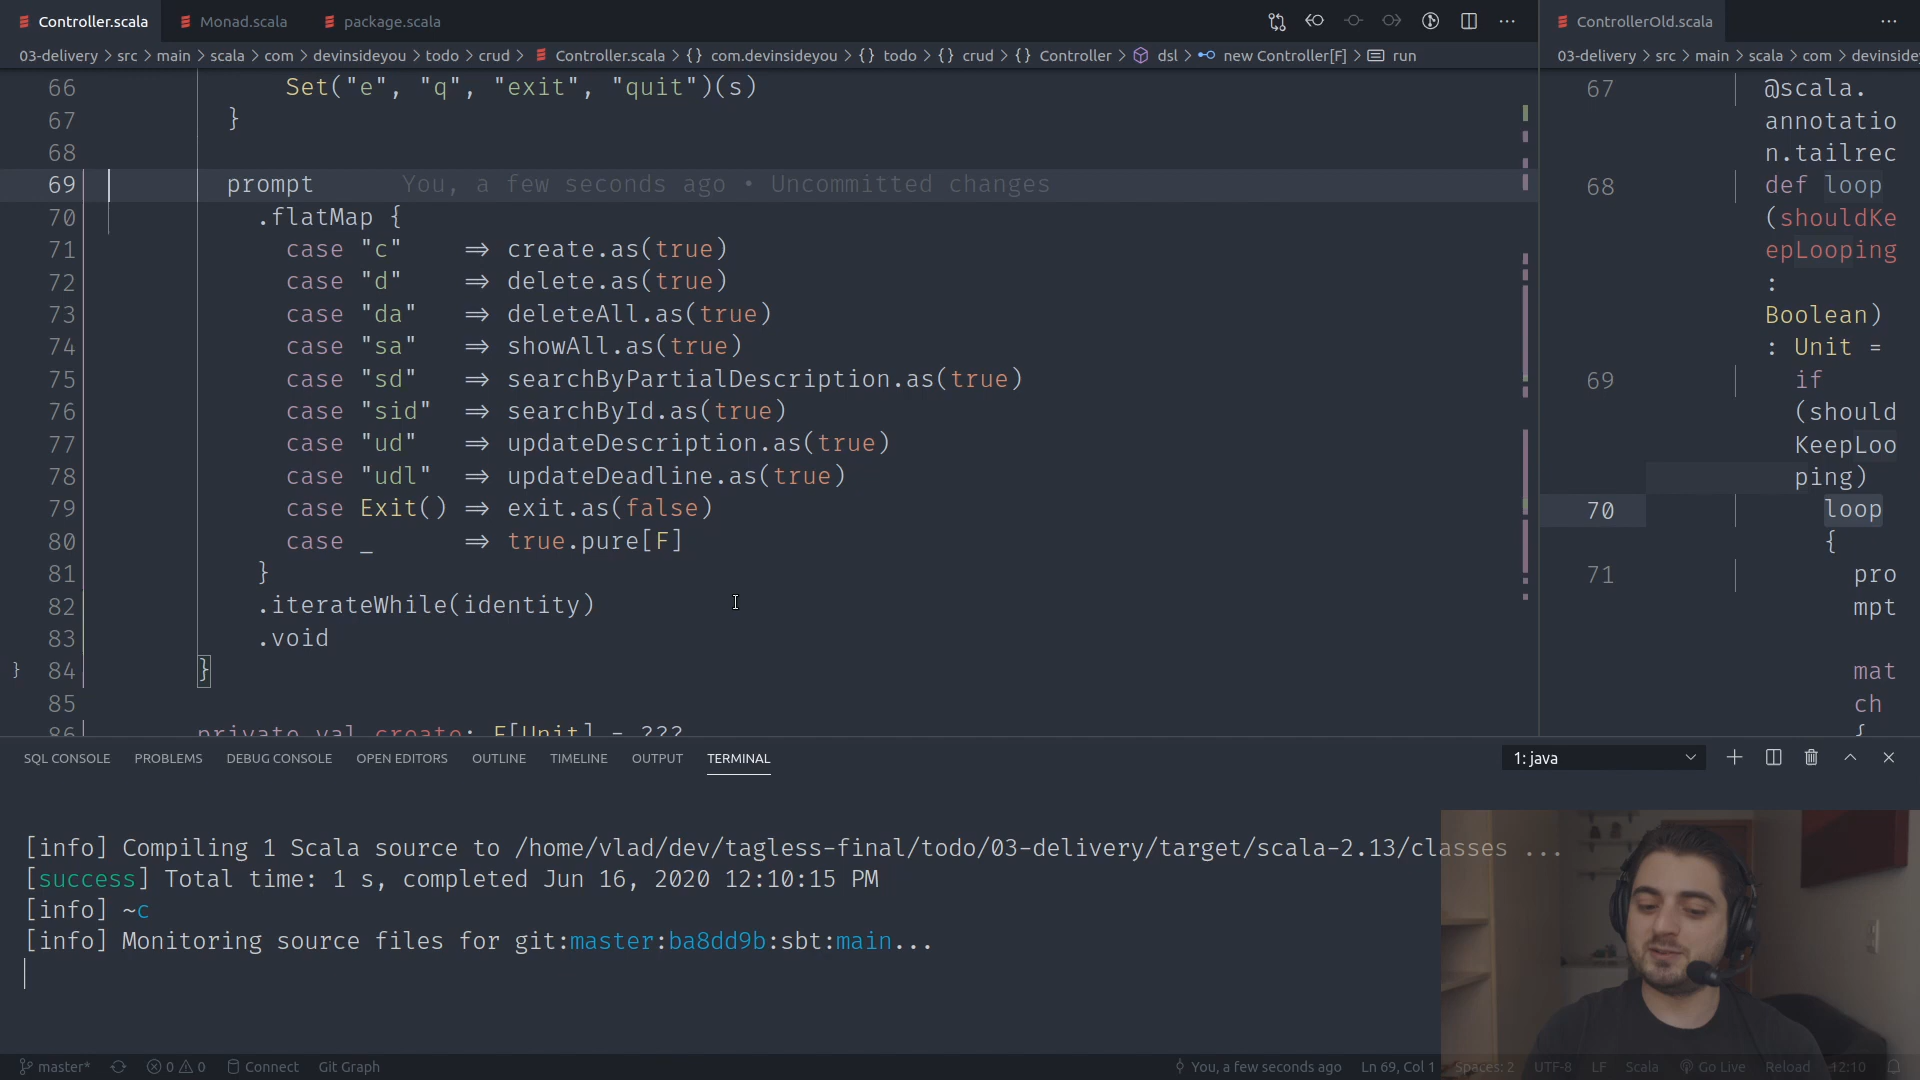 Controller.scala Monad.scala package.scala
03-delivery > src > main > scala > com > devinsideyou > todo > crud > Controller.scala > {} com.devinsideyou > {} todo > {} crud > {} Controller > dsl > new Controller[F] > run
66 Set("e", "q", "exit", "quit")(s)
67 }
68
69 prompt You, a few seconds ago • Uncommitted changes
70 .flatMap {
71 case "c" ⇒ create.as(true)
72 case "d" ⇒ delete.as(true)
73 case "da" ⇒ deleteAll.as(true)
74 case "sa" ⇒ showAll.as(true)
75 case "sd" ⇒ searchByPartialDescription.as(true)
76 case "sid" ⇒ searchById.as(true)
77 case "ud" ⇒ updateDescription.as(true)
78 case "udl" ⇒ updateDeadline.as(true)
79 case Exit() ⇒ exit.as(false)
80 case _ ⇒ true.pure[F]
81 }
82 .iterateWhile(identity)
83 .void
} 84 }
85
86 private val create: F[Unit] = ???
ControllerOld.scala
03-delivery > src > main > scala > com > devinside
67 @scala.
annotatio
n.tailrec
68 def loop
(shouldKe
epLooping
:
Boolean)
: Unit =
69 if
(should
KeepLoo
ping)
70 loop
{
71 pro
mpt
mat
ch
{
SQL CONSOLE PROBLEMS DEBUG CONSOLE OPEN EDITORS OUTLINE TIMELINE OUTPUT TERMINAL 1: java
[info] Compiling 1 Scala source to /home/vlad/dev/tagless-final/todo/03-delivery/target/scala-2.13/classes ...
[success] Total time: 1 s, completed Jun 16, 2020 12:10:15 PM
[info] ~c
[info] Monitoring source files for git:master:ba8dd9b:sbt:main...
master* 0 0 Connect Git Graph You, a few seconds ago Ln 69, Col 1 Spaces: 2 UTF-8 LF Scala Go Live Reload 12:10